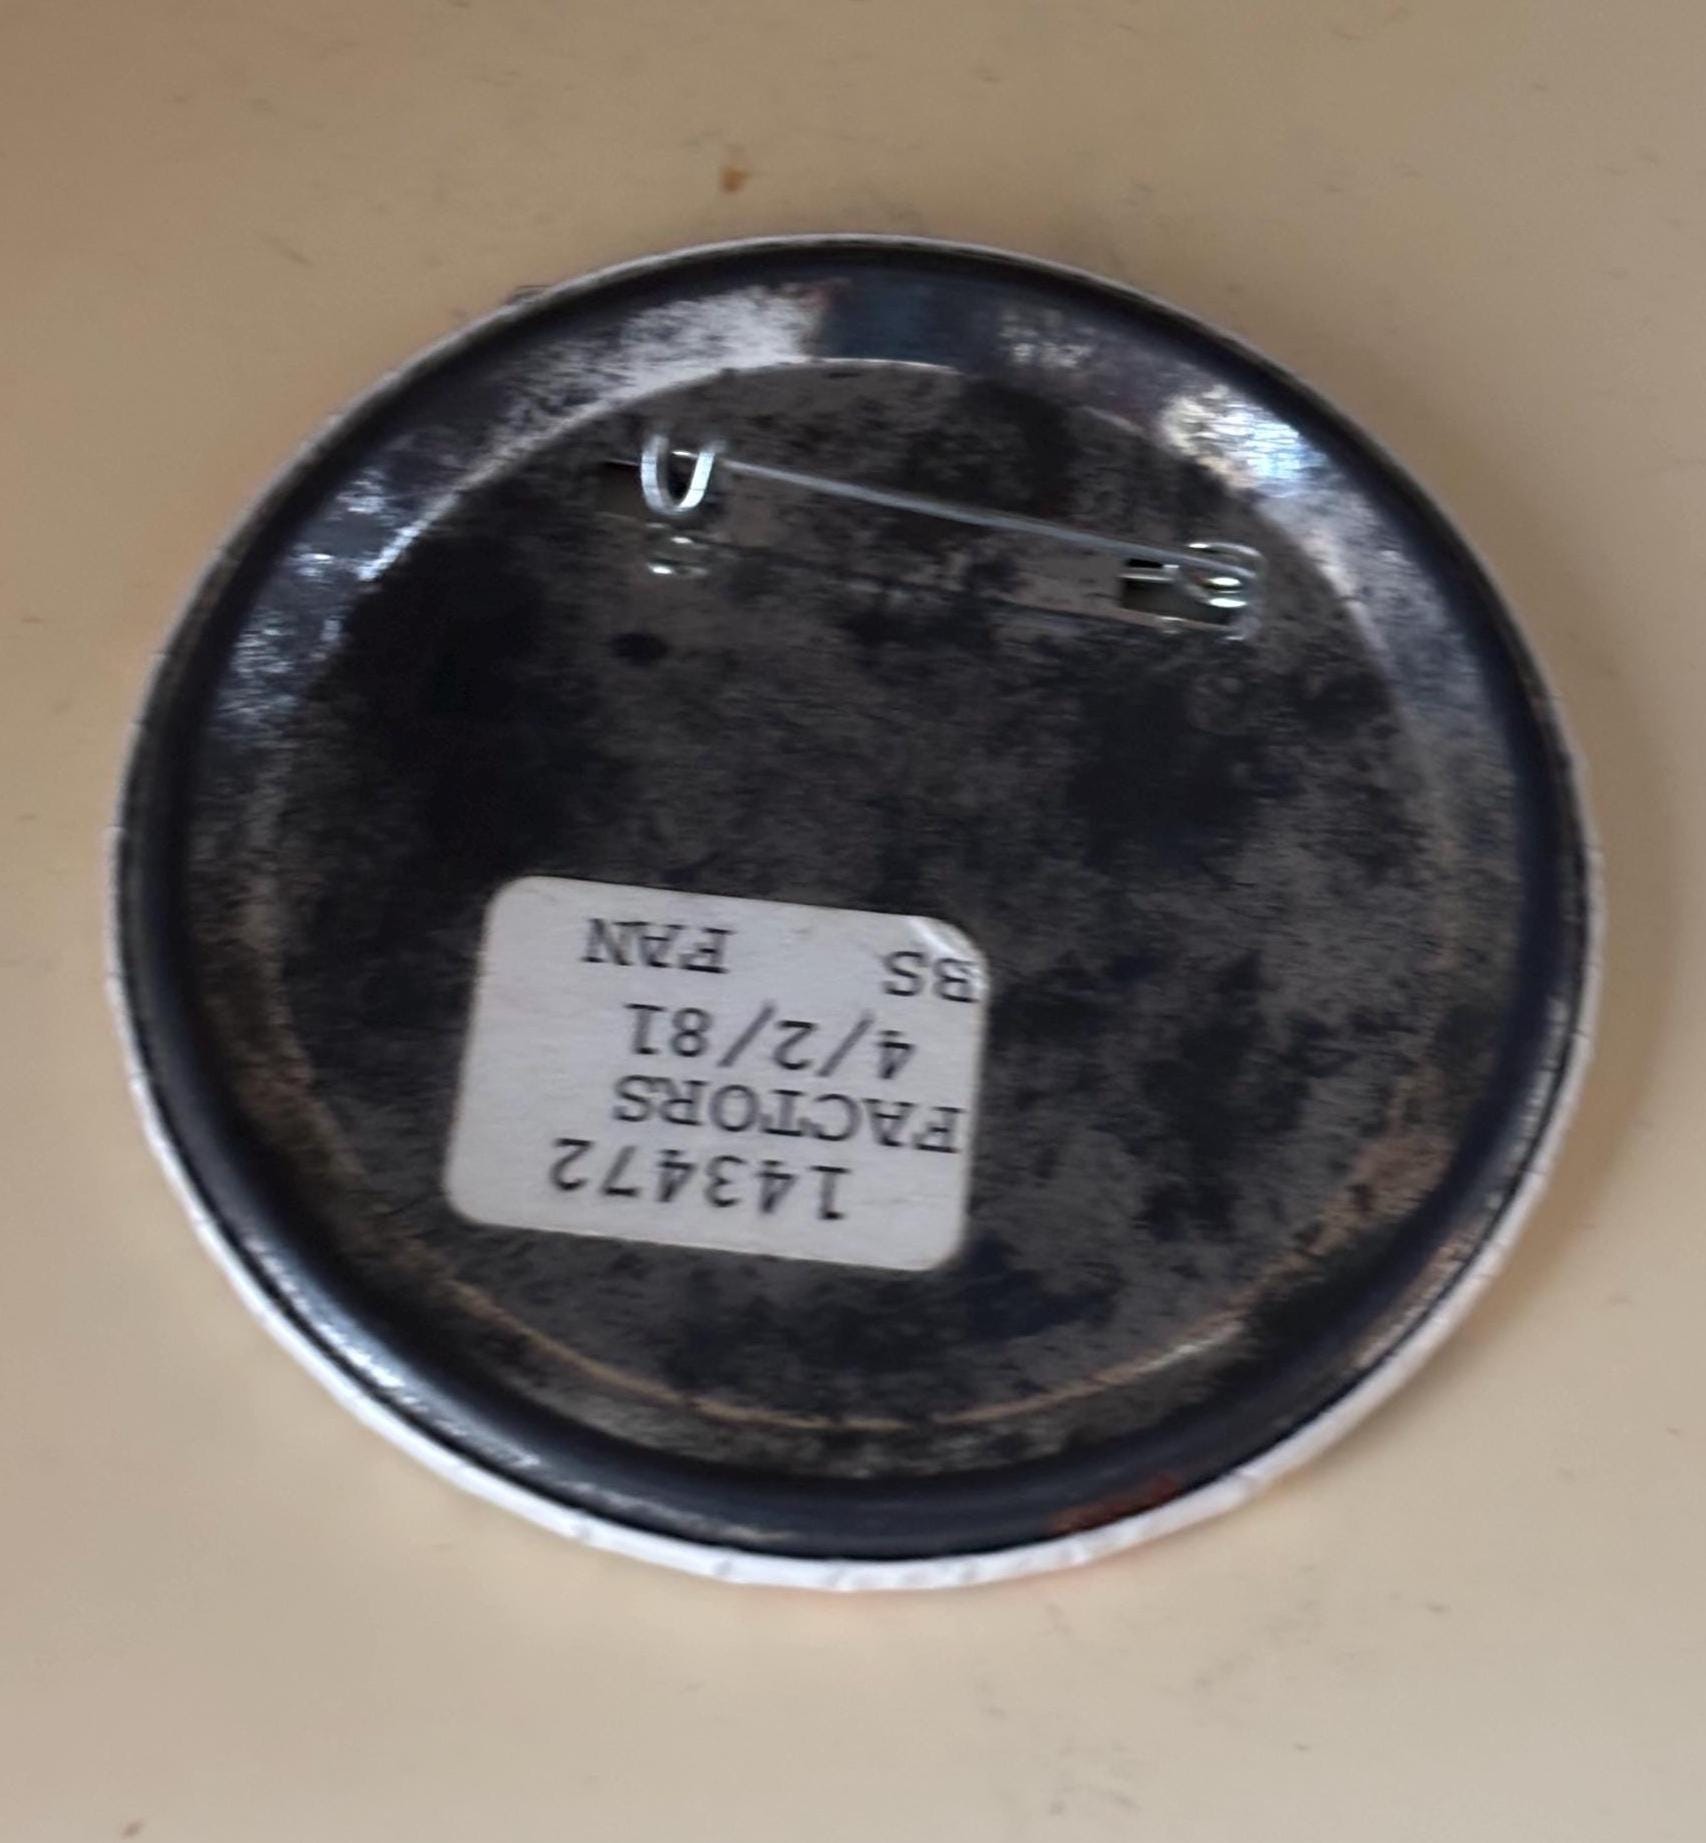 143472
FACTORS
4/2/81
BS FAN